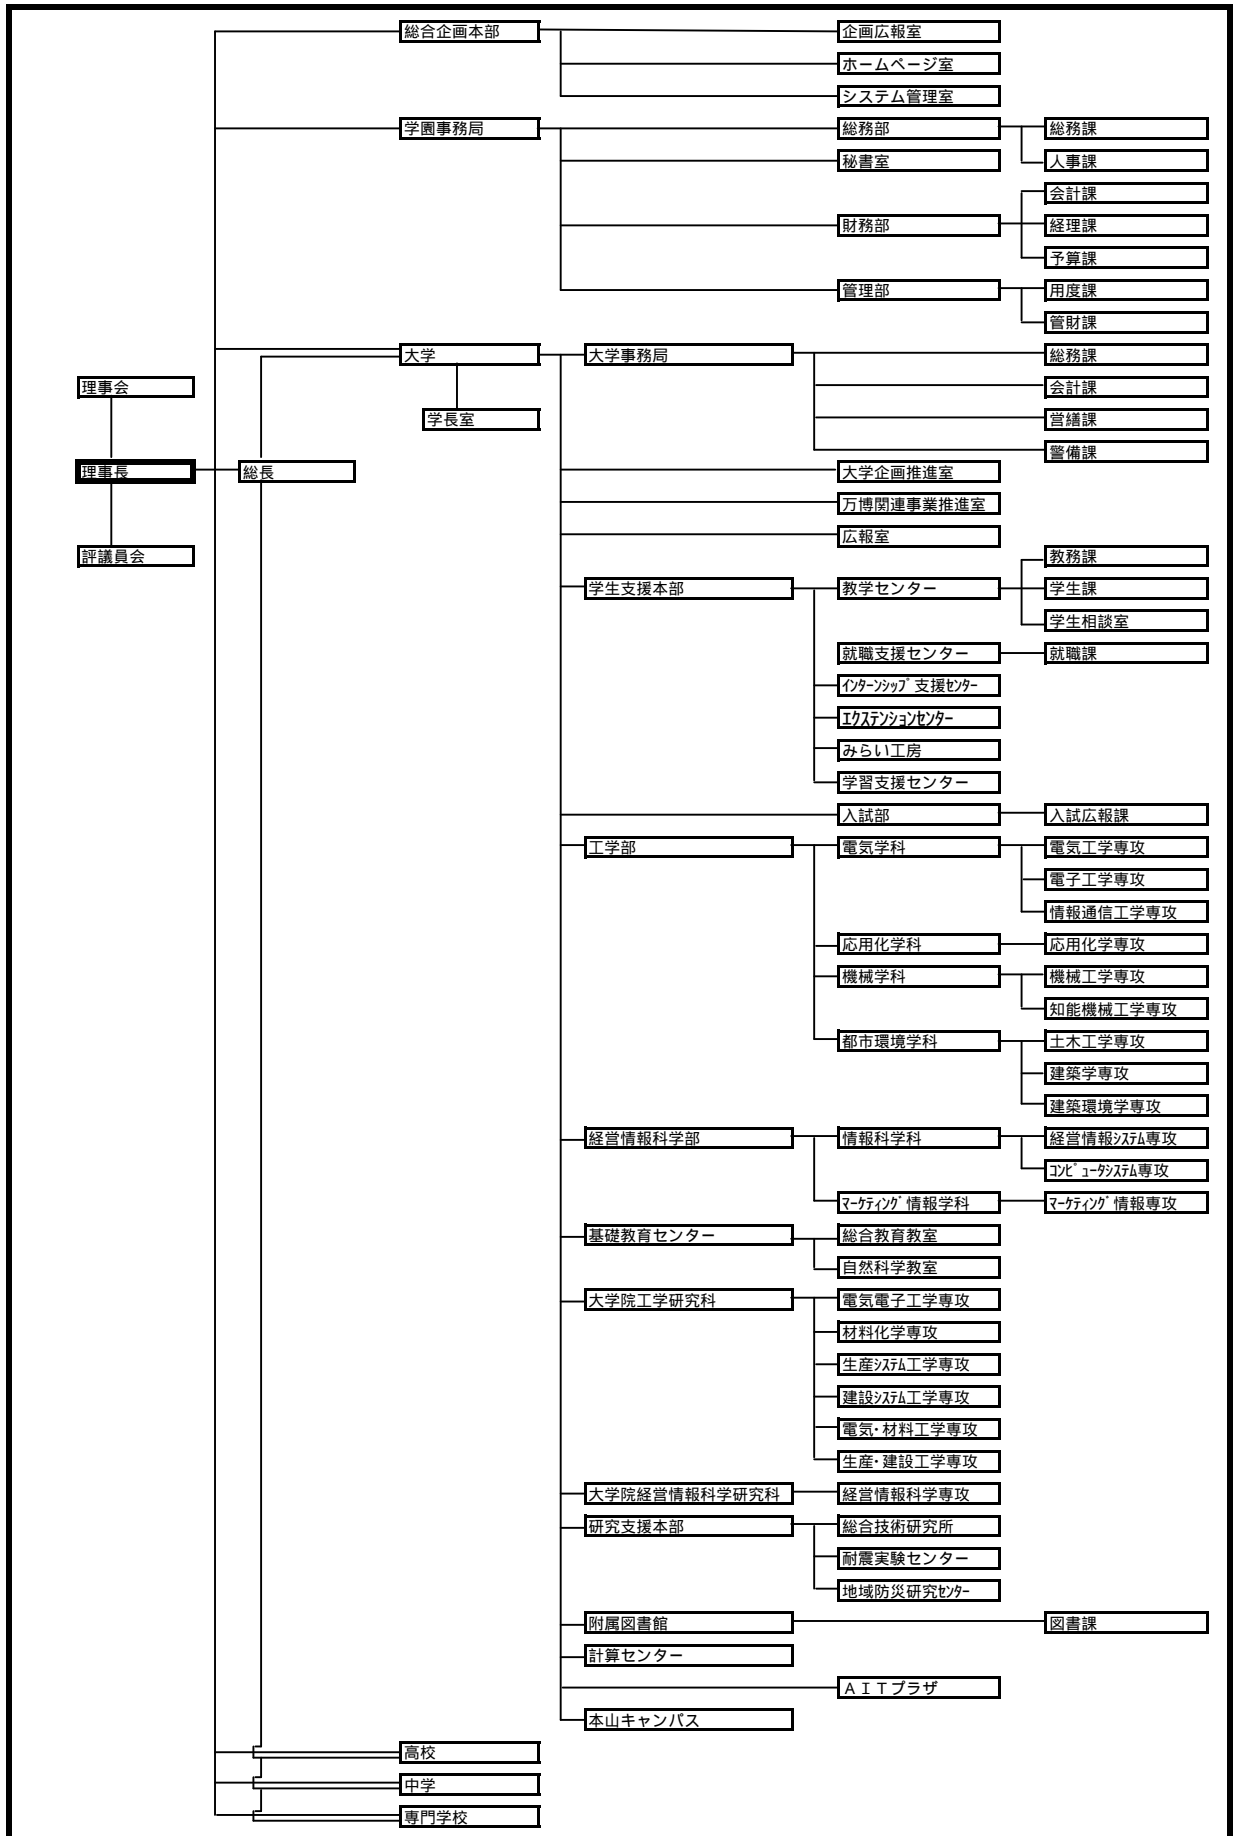 総合企画本部
企画広報室
ホームページ室
システム管理室
学園事務局
総務部
総務課
秘書室
人事課
会計課
財務部
経理課
予算課
管理部
用度課
管財課
大学
大学事務局
総務課
理事会
会計課
学長室
営繕課
警備課
理事長
総長
大学企画推進室
万博関連事業推進室
広報室
評議員会
教務課
学生支援本部
教学センター
学生課
学生相談室
就職支援センター
就職課
ｲﾝﾀｰﾝｼｯﾌﾟ支援ｾﾝﾀｰ
ｴｸｽﾃﾝｼｮﾝｾﾝﾀｰ
みらい工房
学習支援センター
入試部
入試広報課
工学部
電気学科
電気工学専攻
電子工学専攻
情報通信工学専攻
応用化学科
応用化学専攻
機械学科
機械工学専攻
知能機械工学専攻
都市環境学科
土木工学専攻
建築学専攻
建築環境学専攻
経営情報科学部
情報科学科
経営情報ｼｽﾃﾑ専攻
ｺﾝﾋﾟｭｰﾀｼｽﾃﾑ専攻
ﾏｰｹﾃｨﾝｸﾞ情報学科
ﾏｰｹﾃｨﾝｸﾞ情報専攻
基礎教育センター
総合教育教室
自然科学教室
大学院工学研究科
電気電子工学専攻
材料化学専攻
生産ｼｽﾃﾑ工学専攻
建設ｼｽﾃﾑ工学専攻
電気･材料工学専攻
生産･建設工学専攻
大学院経営情報科学研究科
経営情報科学専攻
研究支援本部
総合技術研究所
耐震実験センター
地域防災研究ｾﾝﾀｰ
附属図書館
図書課
計算センター
ＡＩＴプラザ
本山キャンパス
高校
中学
専門学校